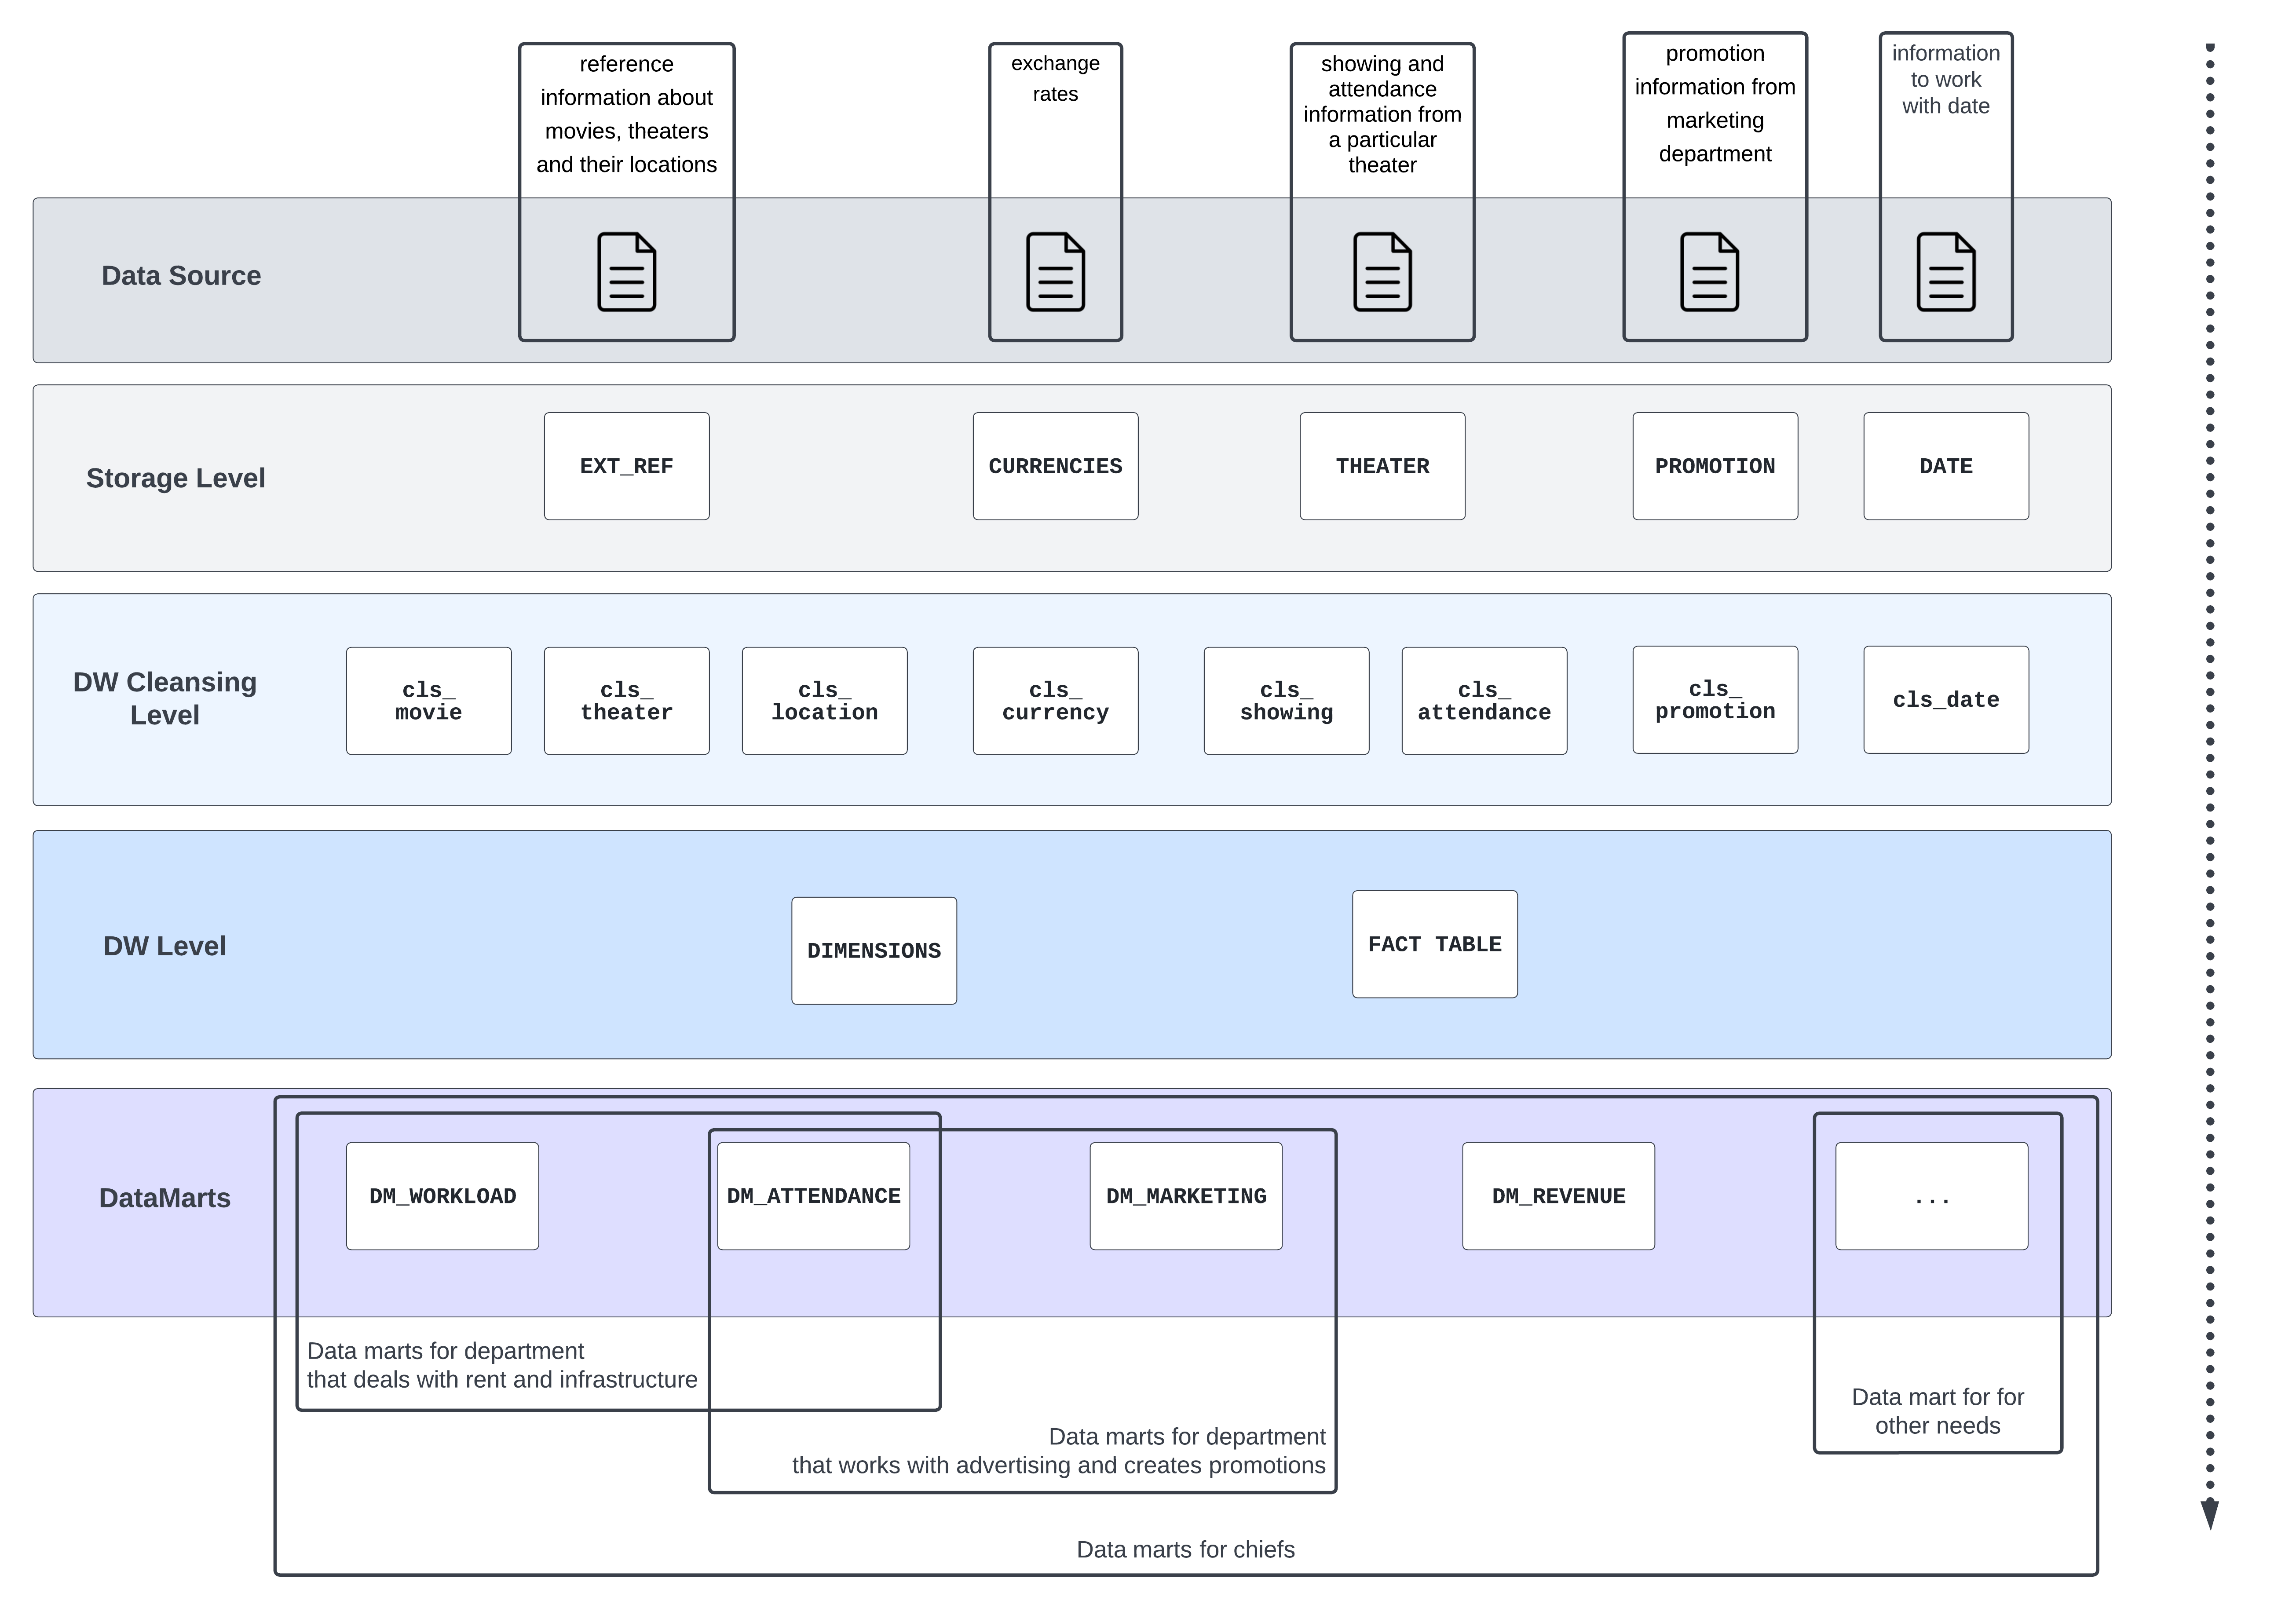 reference
information about
movies, theaters
and their locations
exchange
rates
showing and
attendance
information from
a particular
theater
promotion
information from
marketing
department
information
to work
with date
Data Source
Storage Level
EXT_REF
CURRENCIES
THEATER
PROMOTION
DATE
DW Cleansing
Level
cls_
movie
cls_
theater
cls_
location
cls_
currency
cls_
showing
cls_
attendance
cls_
promotion
cls_date
DW Level
DIMENSIONS
FACT TABLE
DataMarts
DM_WORKLOAD
DM_ATTENDANCE
DM_MARKETING
DM_REVENUE
...
Data marts for department
that deals with rent and infrastructure
Data mart for for
other needs
Data marts for department
that works with advertising and creates promotions
Data marts for chiefs